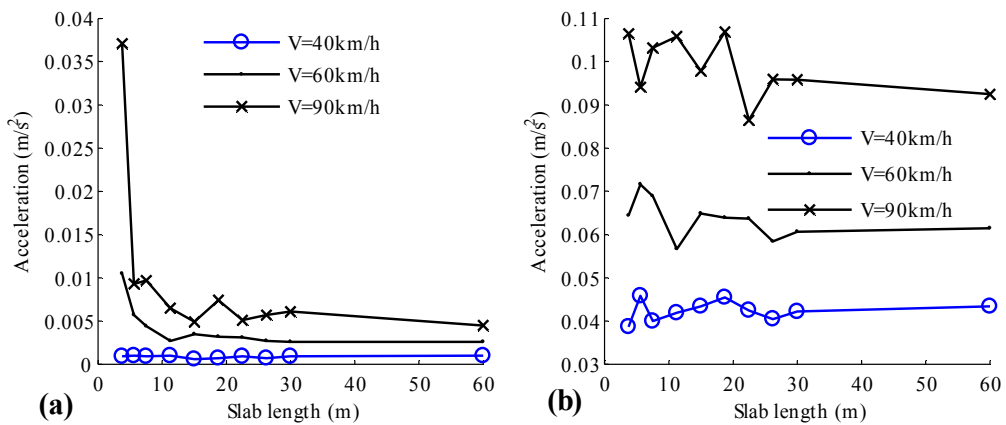 0.04
0.035
0.03
0.025
0.02
0.015
0.01
0.005
0
Acceleration (m/s²)
V=40km/h
V=60km/h
V=90km/h
0 10 20 30 40 50 60
Slab length (m)
(a)
0.11
0.1
0.09
0.08
0.07
0.06
0.05
0.04
0.03
Acceleration (m/s²)
V=40km/h
V=60km/h
V=90km/h
0 10 20 30 40 50 60
Slab length (m)
(b)